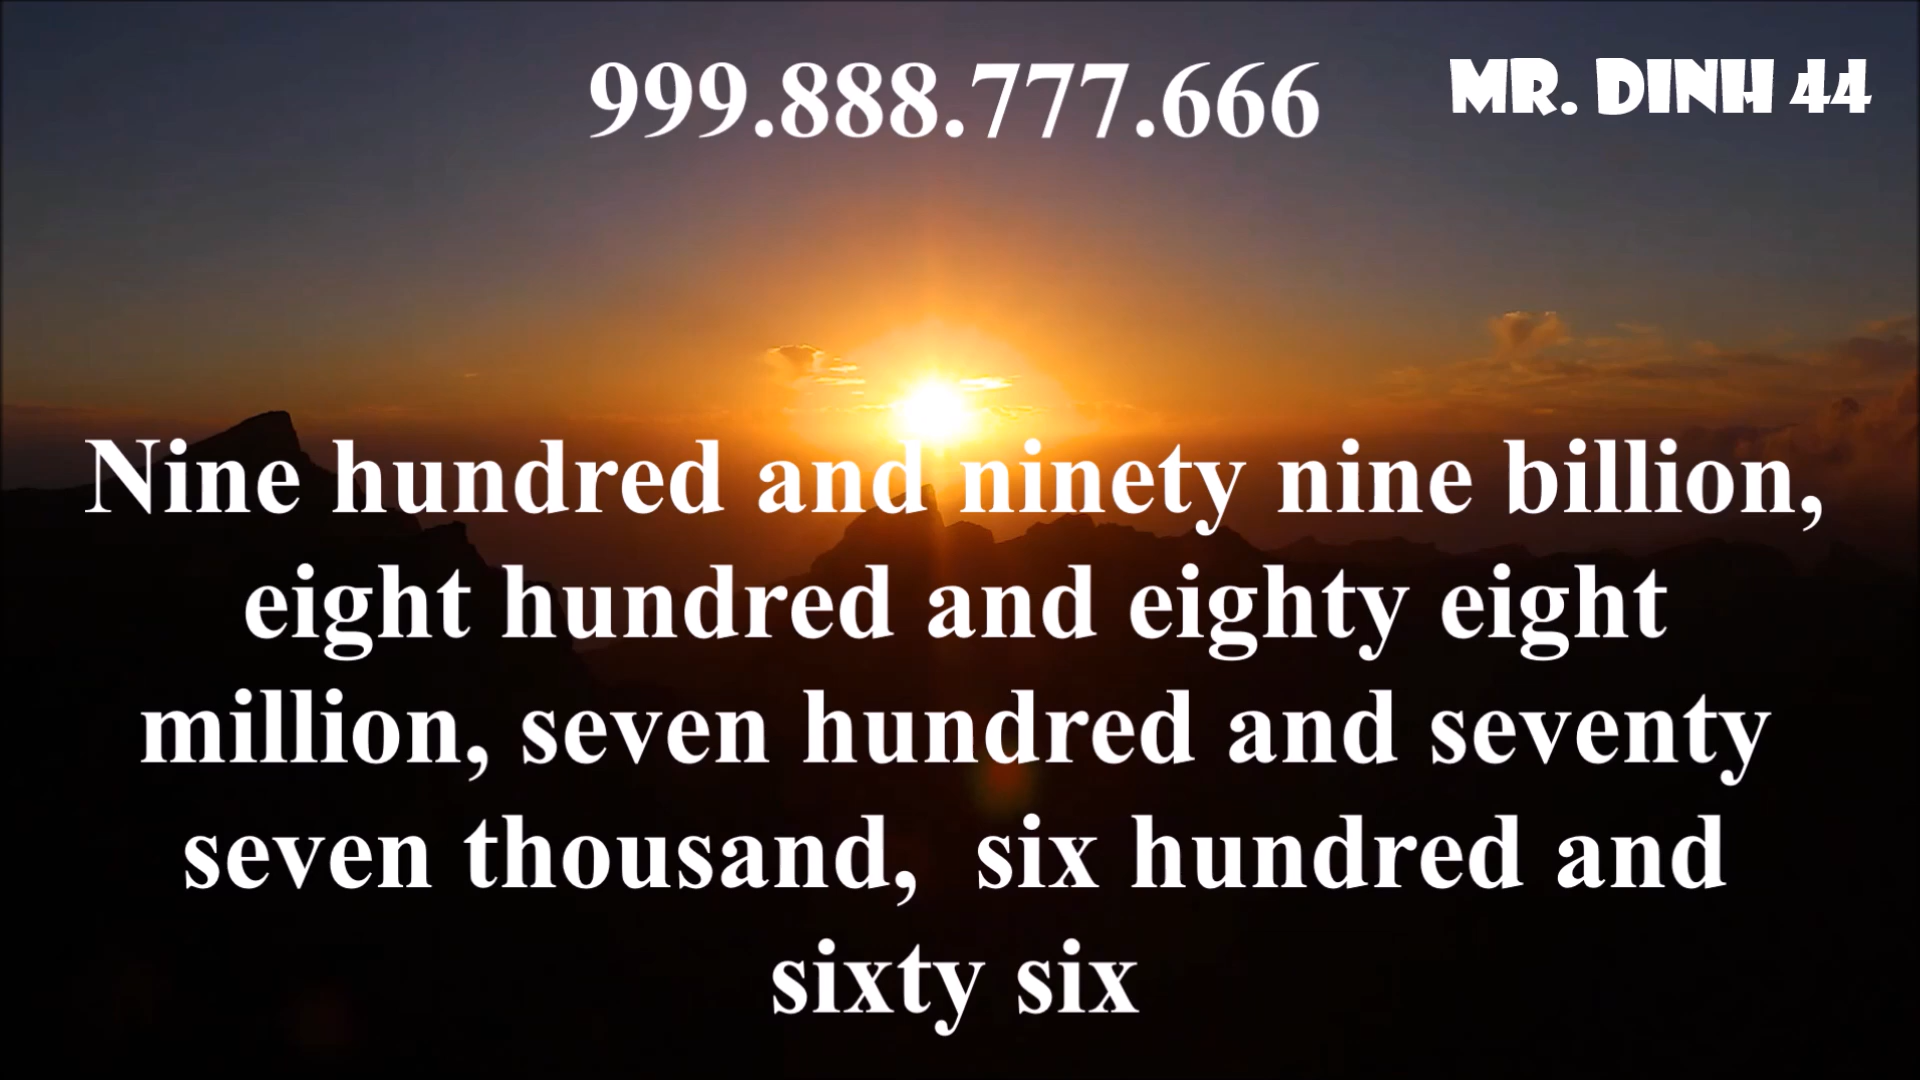 999.888.777.666
MR. DINH 44
Nine hundred and ninety nine billion,
eight hundred and eighty eight
million, seven hundred and seventy
seven thousand,  six hundred and
sixty six